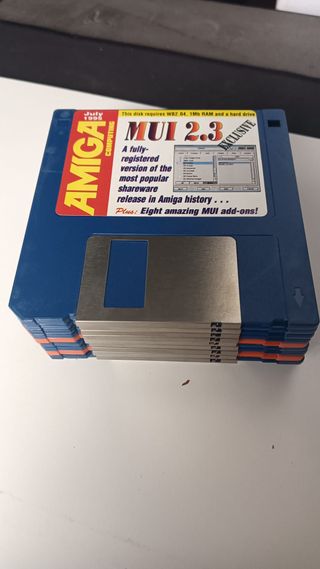 July
1995
AMIGA
COMPUTING
This disk requires WB2.04, 1Mb RAM and a hard drive
MUI 2.3
EXCLUSIVE
A fully-
registered
version of the
most popular
shareware
release in Amiga history . . .
Plus: Eight amazing MUI add-ons!